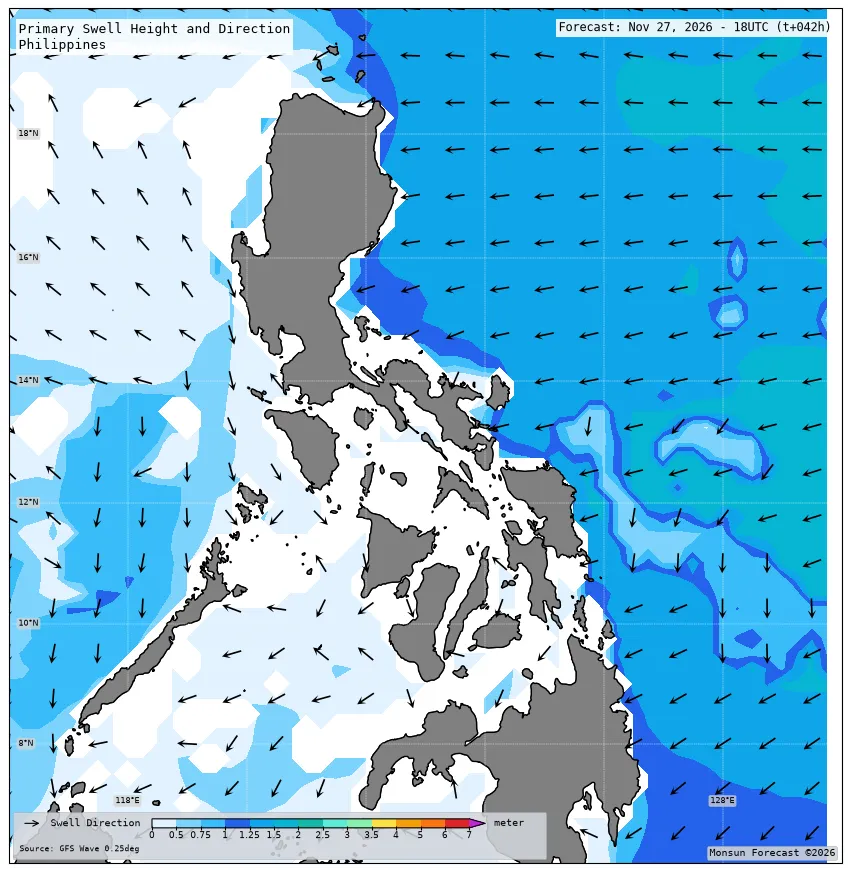 Primary Swell Height and Direction
Philippines
Forecast: Nov 27, 2026 - 18UTC (t+042h)
18°N
16°N
14°N
12°N
10°N
8°N
118°E
128°E
Swell Direction
0 0.5 0.75 1 1.25 1.5 2 2.5 3 3.5 4 5 6 7
meter
Source: GFS Wave 0.25deg
Monsun Forecast ©2026